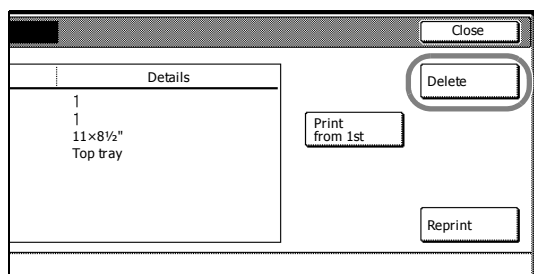 Close
Details
Delete
1
1
11×8½"
Top tray
Print
from 1st
Reprint